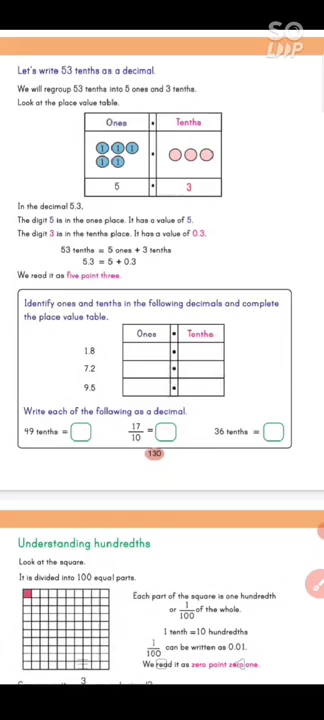 SO
LOOP
Let's write 53 tenths as a decimal.
We will regroup 53 tenths into 5 ones and 3 tenths.
Look at the place value table.
Ones • Tenths
1 1 1
1 1
5 • 3
In the decimal 5.3,
The digit 5 is in the ones place. It has a value of 5.
The digit 3 is in the tenths place. It has a value of 0.3.
53 tenths = 5 ones + 3 tenths
5.3 = 5 + 0.3
We read it as five point three.
Identify ones and tenths in the following decimals and complete
the place value table.
Ones • Tenths
1.8
7.2
9.5
Write each of the following as a decimal.
49 tenths = 17/10 = 36 tenths =
130
Understanding hundredths
Look at the square.
It is divided into 100 equal parts.
Each part of the square is one hundredth
or 1/100 of the whole.
1 tenth = 10 hundredths
1/100 can be written as 0.01.
We read it as zero point zero one.
3